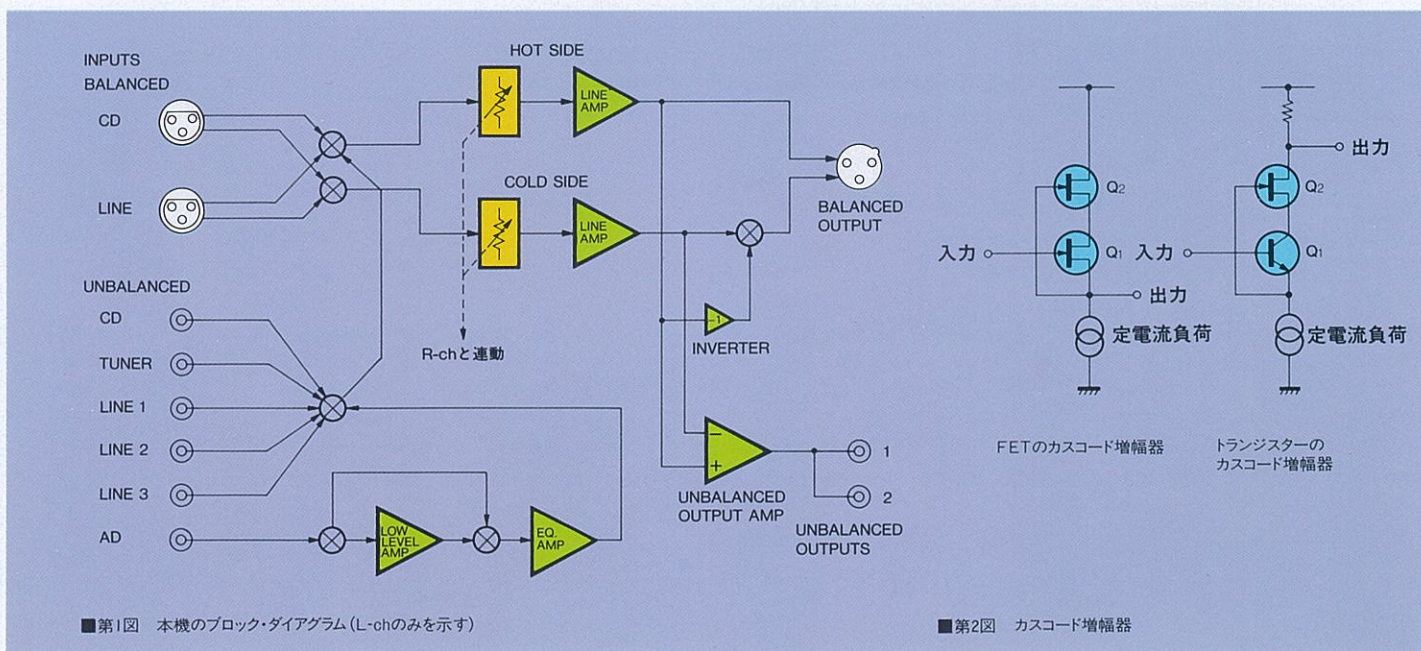 INPUTS
BALANCED
CD
LINE
UNBALANCED
CD
TUNER
LINE 1
LINE 2
LINE 3
AD
HOT SIDE
LINE
AMP
COLD SIDE
LINE
AMP
R-chと連動
-1
INVERTER
BALANCED
OUTPUT
LOW
LEVEL
AMP
EQ.
AMP
−
+
UNBALANCED
OUTPUT AMP
1
2
UNBALANCED
OUTPUTS
■第1図 本機のブロック・ダイアグラム(L-chのみを示す)
Q2
入力
Q1
出力
定電流負荷
FETのカスコード増幅器
出力
Q2
入力
Q1
定電流負荷
トランジスターの
カスコード増幅器
■第2図 カスコード増幅器